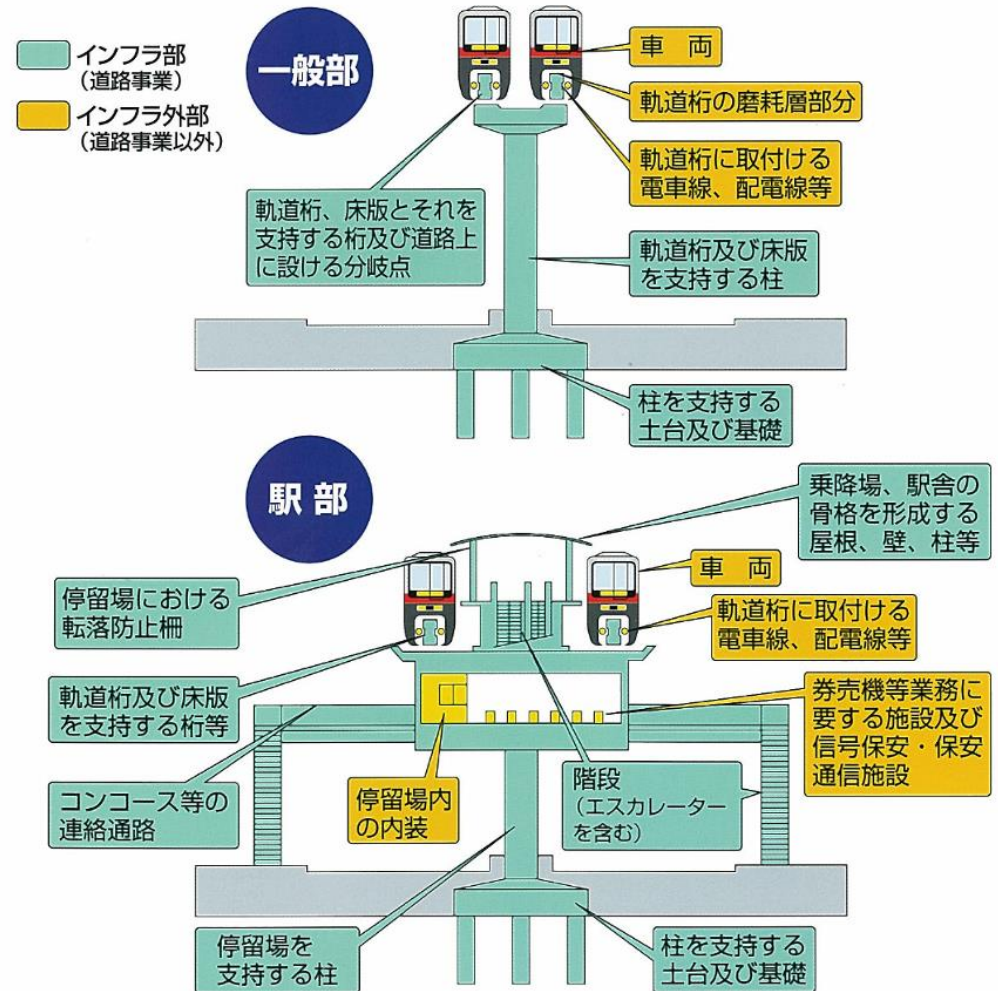 インフラ部
(道路事業)
インフラ外部
(道路事業以外)
一般部
車 両
軌道桁の磨耗層部分
軌道桁に取付ける
電車線、配電線等
軌道桁、床版とそれを
支持する桁及び道路上
に設ける分岐点
軌道桁及び床版
を支持する柱
柱を支持する
土台及び基礎
駅 部
乗降場、駅舎の
骨格を形成する
屋根、壁、柱等
停留場における
転落防止柵
車 両
軌道桁に取付ける
電車線、配電線等
軌道桁及び床版
を支持する桁等
券売機等業務に
要する施設及び
信号保安・保安
通信施設
コンコース等の
連絡通路
停留場内
の内装
階段
(エスカレーター
を含む)
停留場を
支持する柱
柱を支持する
土台及び基礎